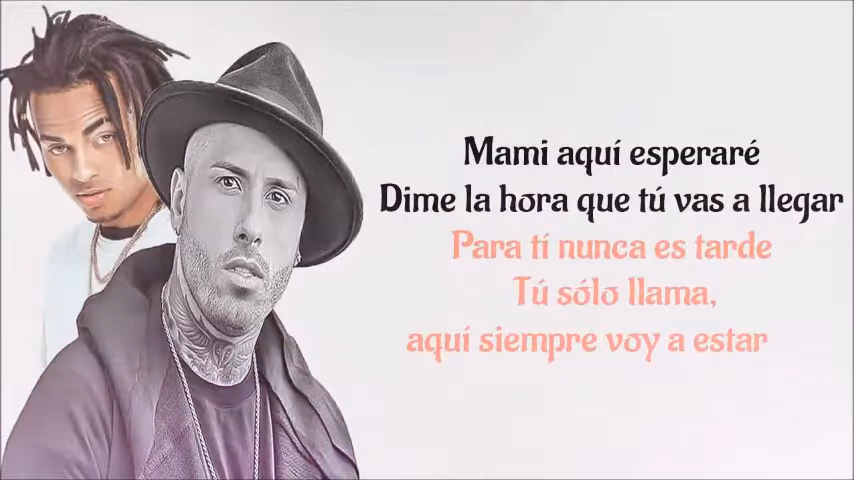 Mami aquí esperaré
Dime la hora que tú vas a llegar
Para tí nunca es tarde
Tú sólo llama,
aquí siempre voy a estar